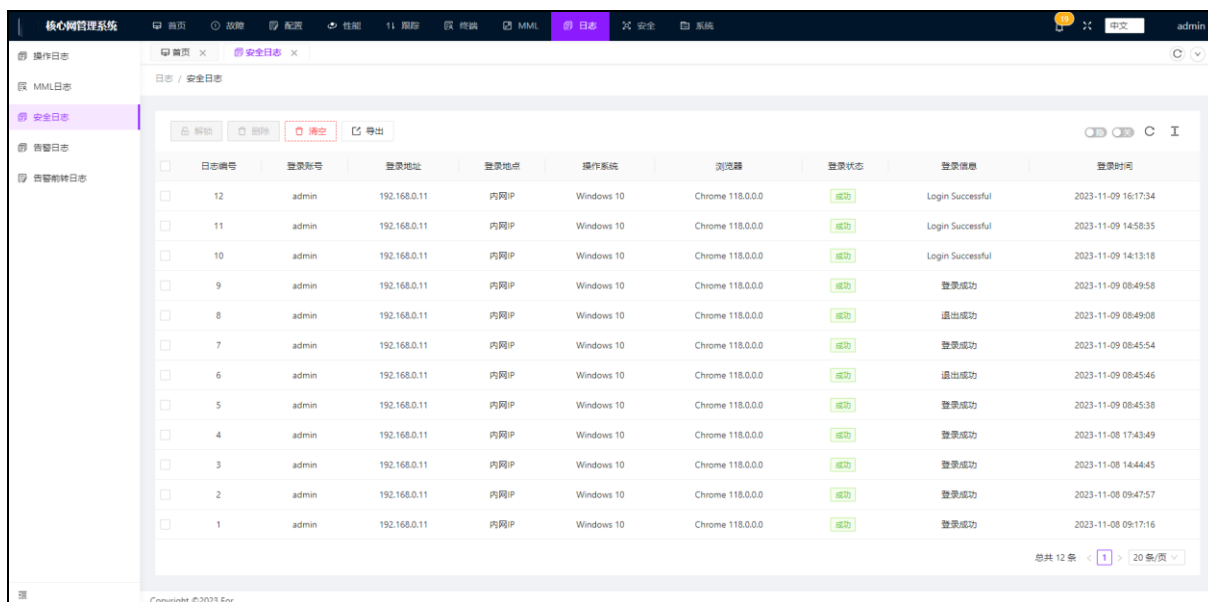 核心网管理系统 首页 故障 配置 性能 跟踪 终端 MML 日志 安全 系统 19 中文 admin
操作日志
MML日志
安全日志
告警日志
告警前转日志
首页 × 安全日志 ×
日志 / 安全日志
解锁 删除 清空 导出
日志编号 登录账号 登录地址 登录地点 操作系统 浏览器 登录状态 登录信息 登录时间
12 admin 192.168.0.11 内网IP Windows 10 Chrome 118.0.0.0 成功 Login Successful 2023-11-09 16:17:34
11 admin 192.168.0.11 内网IP Windows 10 Chrome 118.0.0.0 成功 Login Successful 2023-11-09 14:58:35
10 admin 192.168.0.11 内网IP Windows 10 Chrome 118.0.0.0 成功 Login Successful 2023-11-09 14:13:18
9 admin 192.168.0.11 内网IP Windows 10 Chrome 118.0.0.0 成功 登录成功 2023-11-09 08:49:58
8 admin 192.168.0.11 内网IP Windows 10 Chrome 118.0.0.0 成功 退出成功 2023-11-09 08:49:08
7 admin 192.168.0.11 内网IP Windows 10 Chrome 118.0.0.0 成功 登录成功 2023-11-09 08:45:54
6 admin 192.168.0.11 内网IP Windows 10 Chrome 118.0.0.0 成功 退出成功 2023-11-09 08:45:46
5 admin 192.168.0.11 内网IP Windows 10 Chrome 118.0.0.0 成功 登录成功 2023-11-09 08:45:38
4 admin 192.168.0.11 内网IP Windows 10 Chrome 118.0.0.0 成功 登录成功 2023-11-08 17:43:49
3 admin 192.168.0.11 内网IP Windows 10 Chrome 118.0.0.0 成功 登录成功 2023-11-08 14:44:45
2 admin 192.168.0.11 内网IP Windows 10 Chrome 118.0.0.0 成功 登录成功 2023-11-08 09:47:57
1 admin 192.168.0.11 内网IP Windows 10 Chrome 118.0.0.0 成功 登录成功 2023-11-08 09:17:16
总共 12 条 < 1 > 20 条/页
Copyright ©2023 For